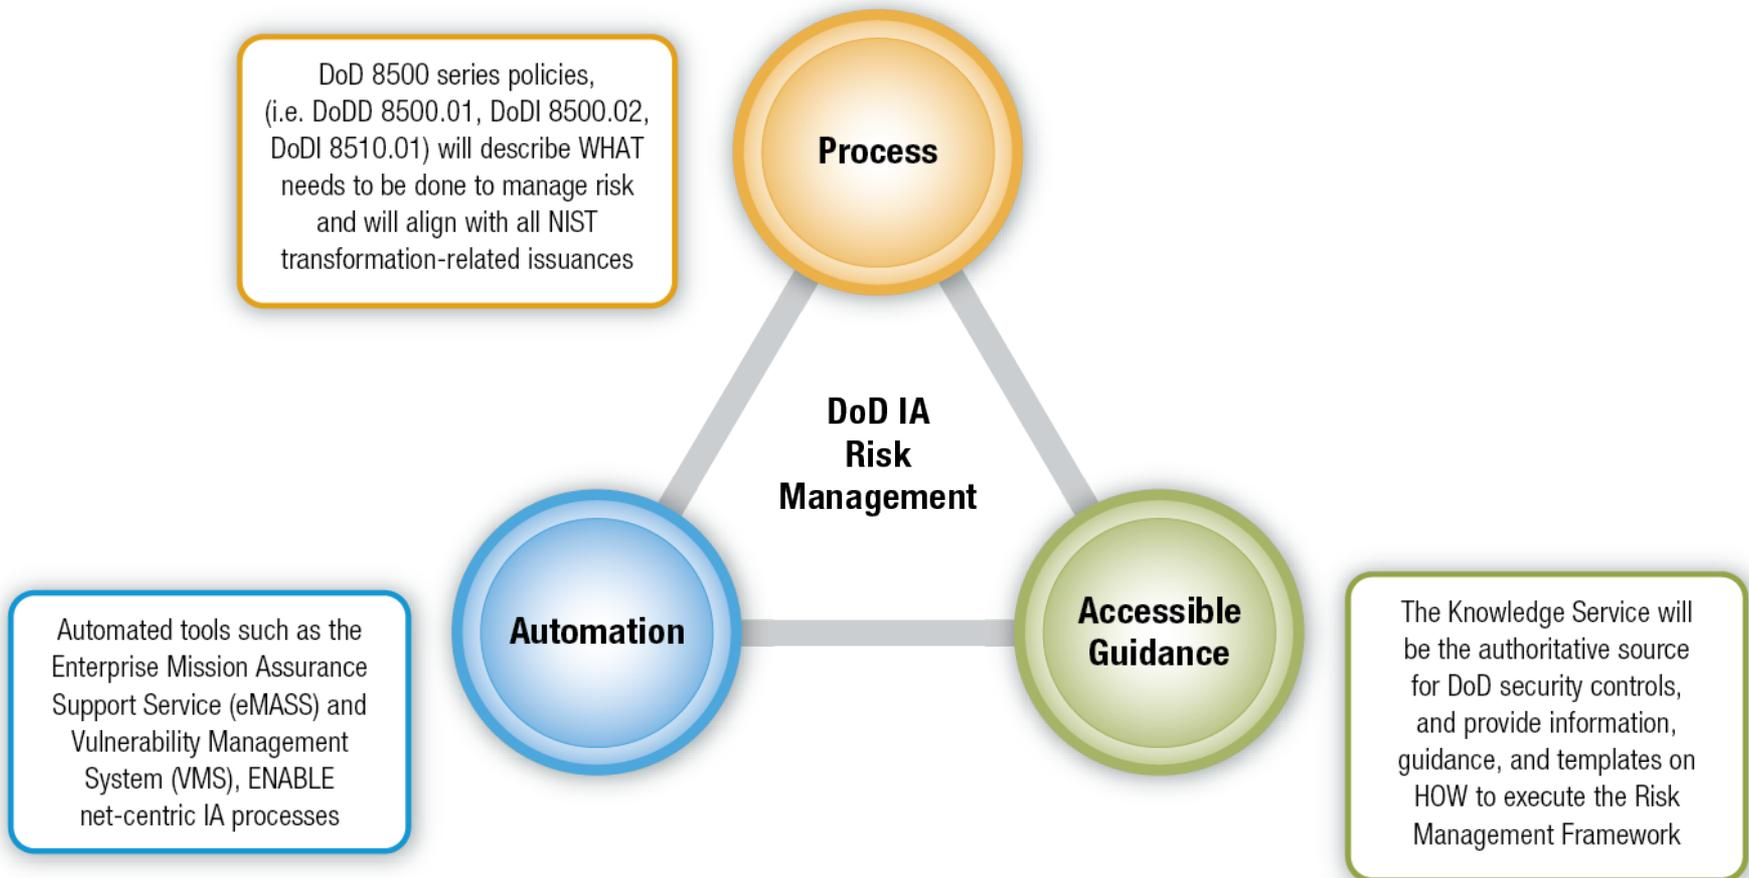 DoD 8500 series policies,
(i.e. DoDD 8500.01, DoDI 8500.02,
DoDI 8510.01) will describe WHAT
needs to be done to manage risk
and will align with all NIST
transformation-related issuances
Process
DoD IA
Risk
Management
Automation
Accessible
Guidance
Automated tools such as the
Enterprise Mission Assurance
Support Service (eMASS) and
Vulnerability Management
System (VMS), ENABLE
net-centric IA processes
The Knowledge Service will
be the authoritative source
for DoD security controls,
and provide information,
guidance, and templates on
HOW to execute the Risk
Management Framework